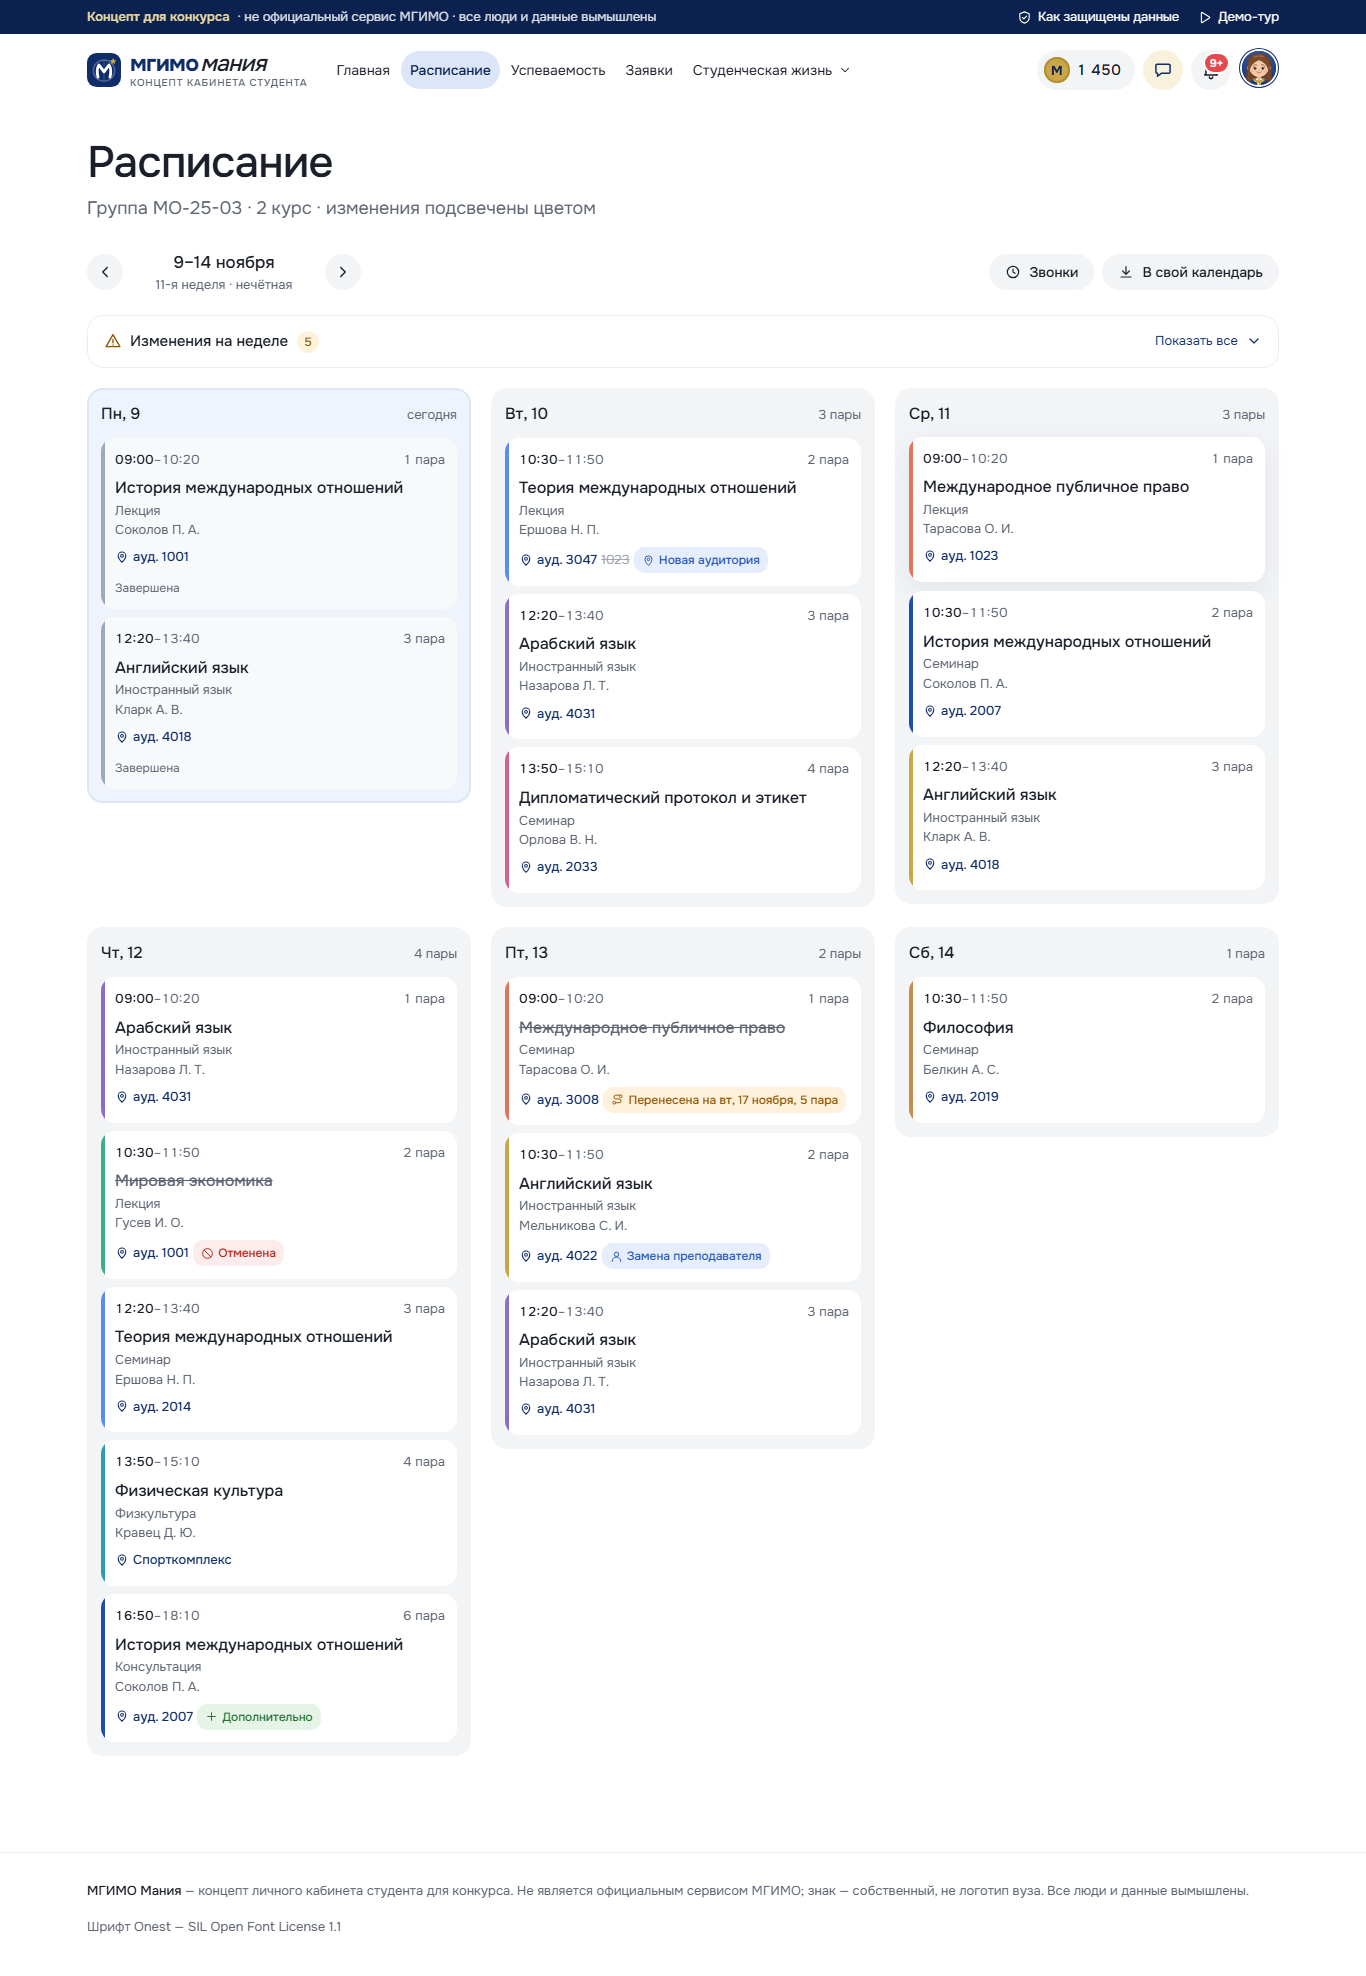 Концепт для конкурса · не официальный сервис МГИМО · все люди и данные вымышлены
Как защищены данные
Демо-тур
МГИМО Мания
КОНЦЕПТ КАБИНЕТА СТУДЕНТА
Главная
Расписание
Успеваемость
Заявки
Студенческая жизнь
М 1 450
9+
Расписание
Группа МО-25-03 · 2 курс · изменения подсвечены цветом
9–14 ноября
11-я неделя · нечётная
Звонки
В свой календарь
Изменения на неделе 5
Показать все
Пн, 9 сегодня
09:00–10:20 1 пара
История международных отношений
Лекция
Соколов П. А.
ауд. 1001
Завершена
12:20–13:40 3 пара
Английский язык
Иностранный язык
Кларк А. В.
ауд. 4018
Завершена
Вт, 10 3 пары
10:30–11:50 2 пара
Теория международных отношений
Лекция
Ершова Н. П.
ауд. 3047 1023 Новая аудитория
12:20–13:40 3 пара
Арабский язык
Иностранный язык
Назарова Л. Т.
ауд. 4031
13:50–15:10 4 пара
Дипломатический протокол и этикет
Семинар
Орлова В. Н.
ауд. 2033
Ср, 11 3 пары
09:00–10:20 1 пара
Международное публичное право
Лекция
Тарасова О. И.
ауд. 1023
10:30–11:50 2 пара
История международных отношений
Семинар
Соколов П. А.
ауд. 2007
12:20–13:40 3 пара
Английский язык
Иностранный язык
Кларк А. В.
ауд. 4018
Чт, 12 4 пары
09:00–10:20 1 пара
Арабский язык
Иностранный язык
Назарова Л. Т.
ауд. 4031
10:30–11:50 2 пара
Мировая экономика
Лекция
Гусев И. О.
ауд. 1001 Отменена
12:20–13:40 3 пара
Теория международных отношений
Семинар
Ершова Н. П.
ауд. 2014
13:50–15:10 4 пара
Физическая культура
Физкультура
Кравец Д. Ю.
Спорткомплекс
16:50–18:10 6 пара
История международных отношений
Консультация
Соколов П. А.
ауд. 2007 Дополнительно
Пт, 13 2 пары
09:00–10:20 1 пара
Международное публичное право
Семинар
Тарасова О. И.
ауд. 3008 Перенесена на вт, 17 ноября, 5 пара
10:30–11:50 2 пара
Английский язык
Иностранный язык
Мельникова С. И.
ауд. 4022 Замена преподавателя
12:20–13:40 3 пара
Арабский язык
Иностранный язык
Назарова Л. Т.
ауд. 4031
Сб, 14 1 пара
10:30–11:50 2 пара
Философия
Семинар
Белкин А. С.
ауд. 2019
МГИМО Мания — концепт личного кабинета студента для конкурса. Не является официальным сервисом МГИМО; знак — собственный, не логотип вуза. Все люди и данные вымышлены.
Шрифт Onest — SIL Open Font License 1.1